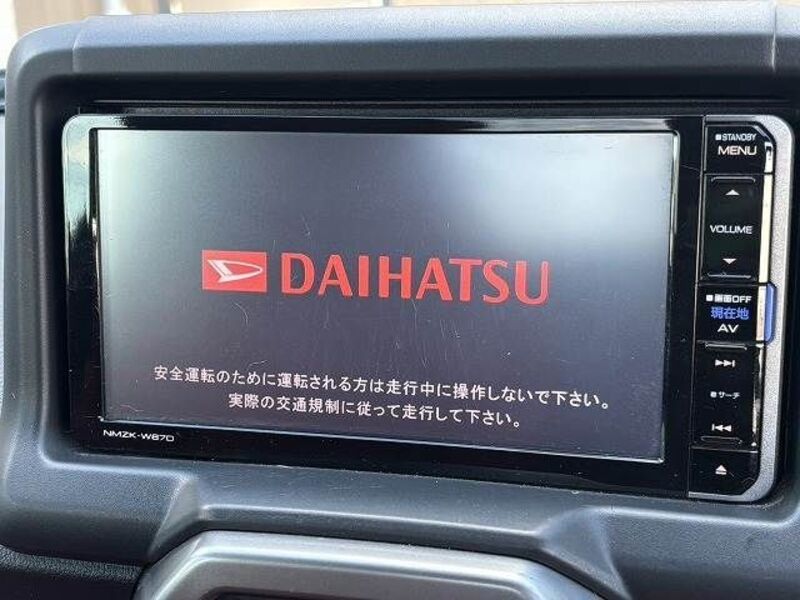 STANDBY
MENU
VOLUME
画面OFF
現在地
AV
サーチ
DAIHATSU
安全運転のために運転される方は走行中に操作しないで下さい。
実際の交通規制に従って走行して下さい。
NMZK-W67D